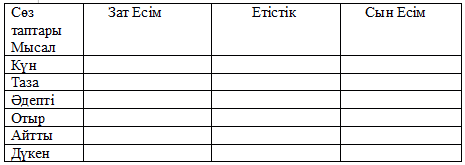 Сөз таптары Мысал Зат Есім Етістік Сын Есім
Күн
Таза
Әдепті
Отыр
Айтты
Дүкен